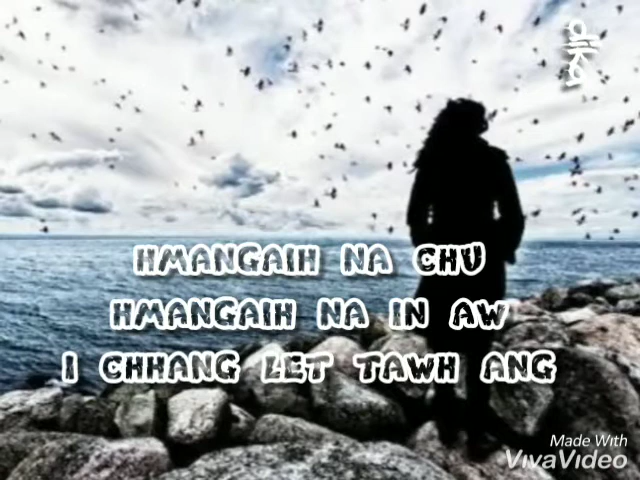 HMANGAIH NA CHU
HMANGAIH NA IN AW
I CHHANG LET TAWH ANG
Made With
VivaVideo